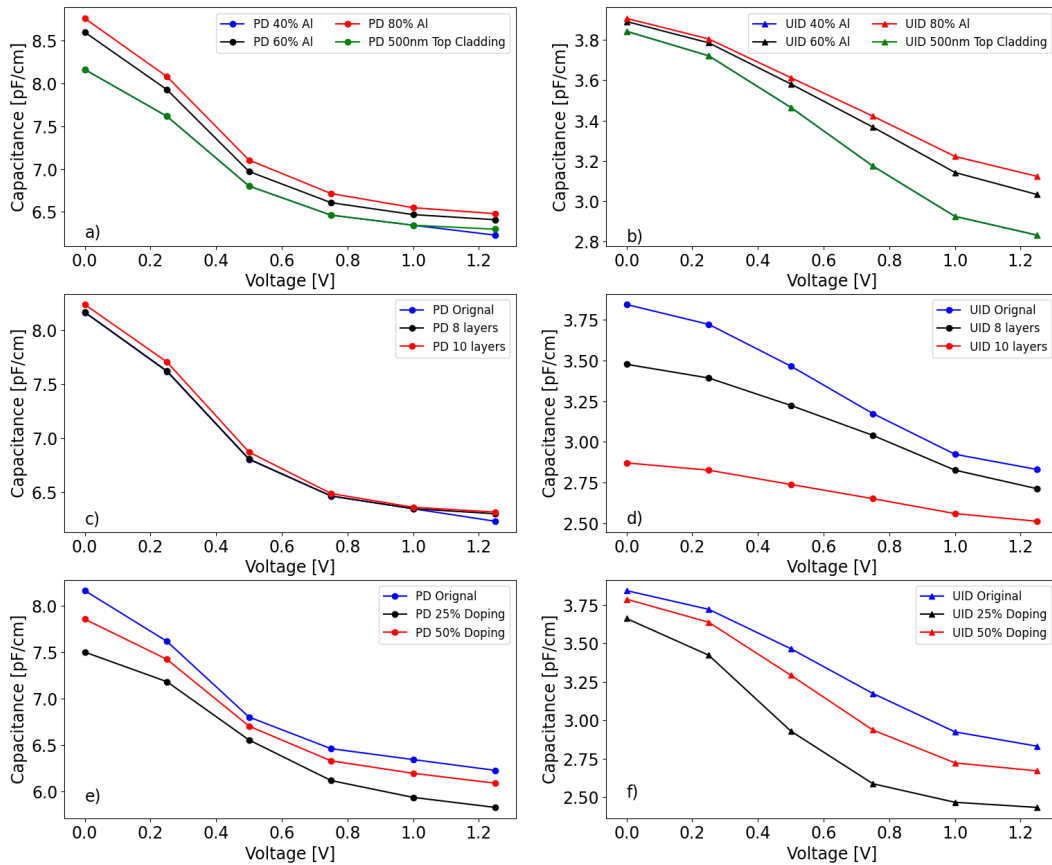 PD 40% Al
PD 60% Al
PD 80% Al
PD 500nm Top Cladding
Capacitance [pF/cm]
8.5
8.0
7.5
7.0
6.5
a)
0.0 0.2 0.4 0.6 0.8 1.0 1.2
Voltage [V]
UID 40% Al
UID 60% Al
UID 80% Al
UID 500nm Top Cladding
Capacitance [pF/cm]
3.8
3.6
3.4
3.2
3.0
2.8
b)
0.0 0.2 0.4 0.6 0.8 1.0 1.2
Voltage [V]
PD Orignal
PD 8 layers
PD 10 layers
Capacitance [pF/cm]
8.0
7.5
7.0
6.5
c)
0.0 0.2 0.4 0.6 0.8 1.0 1.2
Voltage [V]
UID Orignal
UID 8 layers
UID 10 layers
Capacitance [pF/cm]
3.75
3.50
3.25
3.00
2.75
2.50
d)
0.0 0.2 0.4 0.6 0.8 1.0 1.2
Voltage [V]
PD Orignal
PD 25% Doping
PD 50% Doping
Capacitance [pF/cm]
8.0
7.5
7.0
6.5
6.0
e)
0.0 0.2 0.4 0.6 0.8 1.0 1.2
Voltage [V]
UID Orignal
UID 25% Doping
UID 50% Doping
Capacitance [pF/cm]
3.75
3.50
3.25
3.00
2.75
2.50
f)
0.0 0.2 0.4 0.6 0.8 1.0 1.2
Voltage [V]